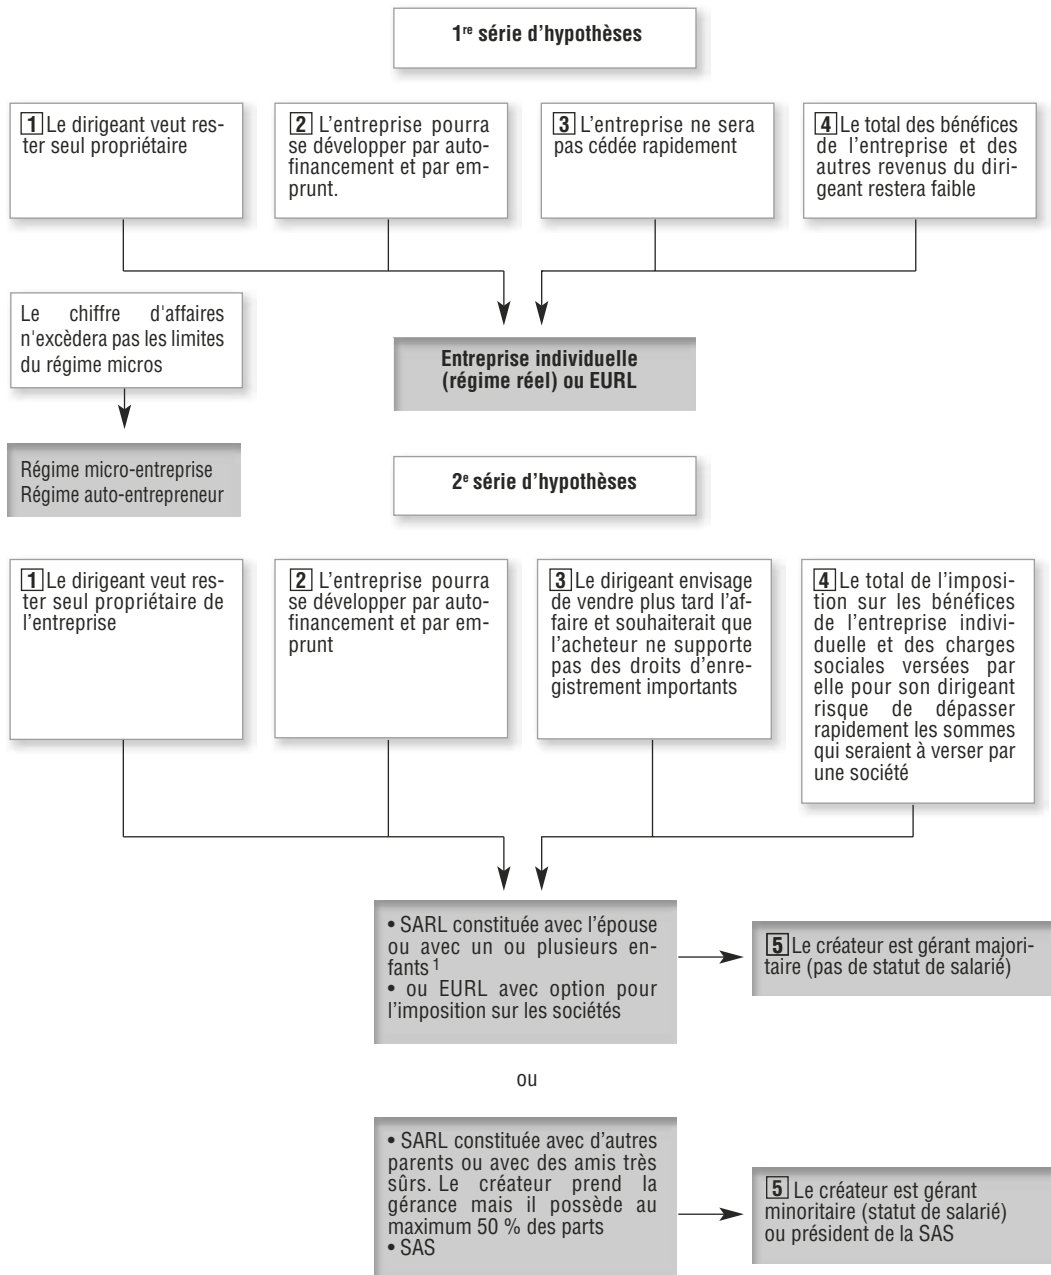 1re série d'hypothèses
1 Le dirigeant veut res-
ter seul propriétaire
2 L'entreprise pourra
se développer par auto-
financement et par em-
prunt.
3 L'entreprise ne sera
pas cédée rapidement
4 Le total des bénéfices
de l'entreprise et des
autres revenus du diri-
geant restera faible
Le chiffre d'affaires
n'excèdera pas les limites
du régime micros
Entreprise individuelle
(régime réel) ou EURL
Régime micro-entreprise
Régime auto-entrepreneur
2e série d'hypothèses
1 Le dirigeant veut res-
ter seul propriétaire de
l'entreprise
2 L'entreprise pourra
se développer par auto-
financement et par em-
prunt
3 Le dirigeant envisage
de vendre plus tard l'af-
faire et souhaiterait que
l'acheteur ne supporte
pas des droits d'enre-
gistrement importants
4 Le total de l'imposi-
tion sur les bénéfices
de l'entreprise indivi-
duelle et des charges
sociales versées par
elle pour son dirigeant
risque de dépasser
rapidement les sommes
qui seraient à verser par
une société
• SARL constituée avec l'épouse
ou avec un ou plusieurs en-
fants 1
• ou EURL avec option pour
l'imposition sur les sociétés
5 Le créateur est gérant majori-
taire (pas de statut de salarié)
ou
• SARL constituée avec d'autres
parents ou avec des amis très
sûrs. Le créateur prend la
gérance mais il possède au
maximum 50 % des parts
• SAS
5 Le créateur est gérant
minoritaire (statut de salarié)
ou président de la SAS